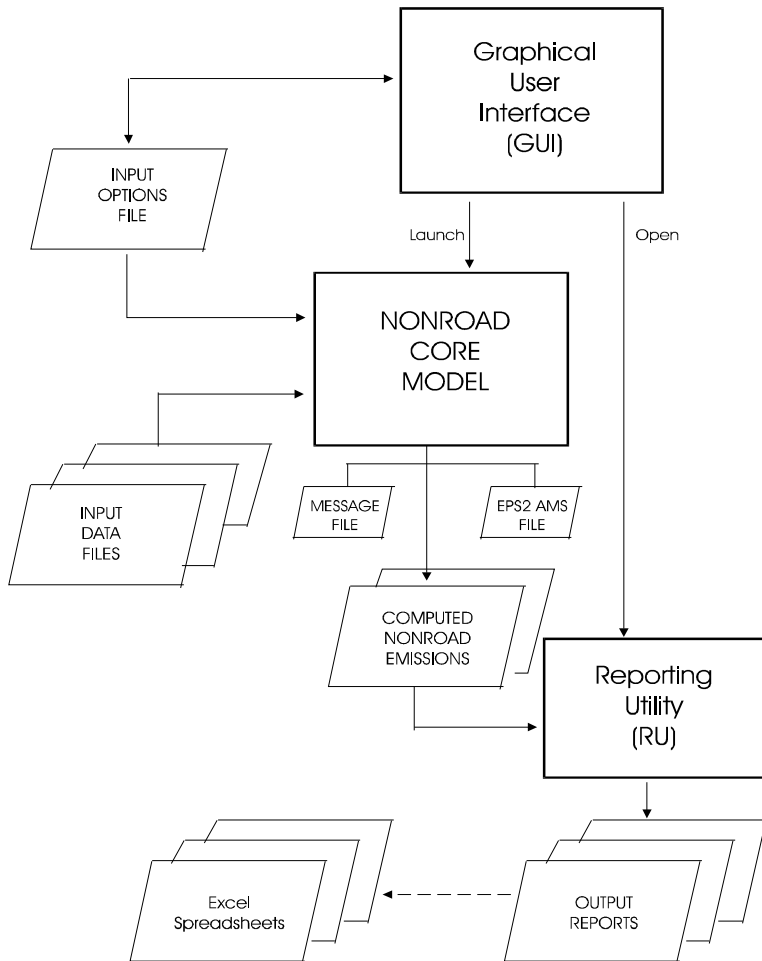 Graphical
User
Interface
(GUI)
INPUT
OPTIONS
FILE
Launch
Open
NONROAD
CORE
MODEL
INPUT
DATA
FILES
MESSAGE
FILE
EPS2 AMS
FILE
COMPUTED
NONROAD
EMISSIONS
Reporting
Utility
(RU)
Excel
Spreadsheets
OUTPUT
REPORTS